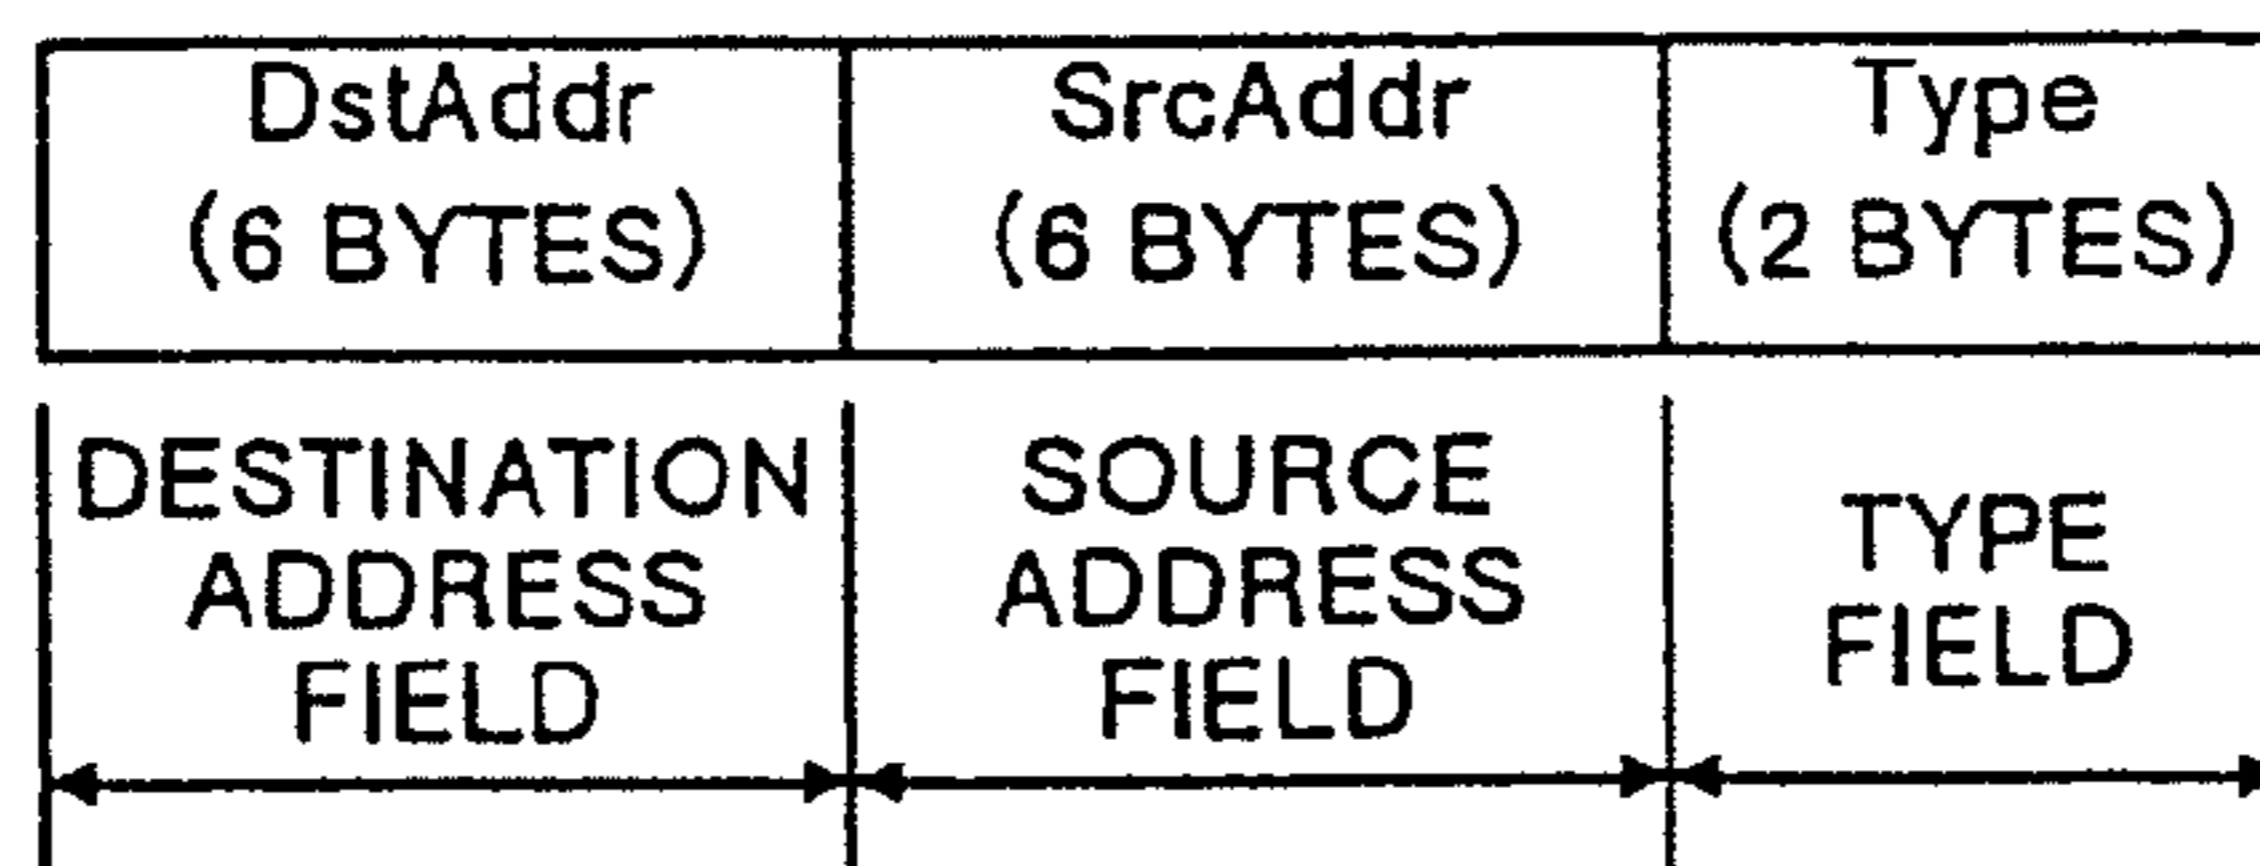 DstAddr
(6 BYTES)
SrcAddr
(6 BYTES)
Type
(2 BYTES)
DESTINATION
ADDRESS
FIELD
SOURCE
ADDRESS
FIELD
TYPE
FIELD